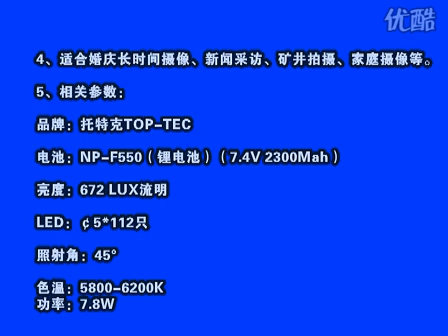 优酷
4、适合婚庆长时间摄像、新闻采访、矿井拍摄、家庭摄像等。
5、相关参数：
品牌：托特克TOP-TEC
电池：NP-F550（锂电池）（7.4V 2300Mah）
亮度：672 LUX流明
LED：¢5*112只
照射角：45°
色温：5800-6200K
功率：7.8W